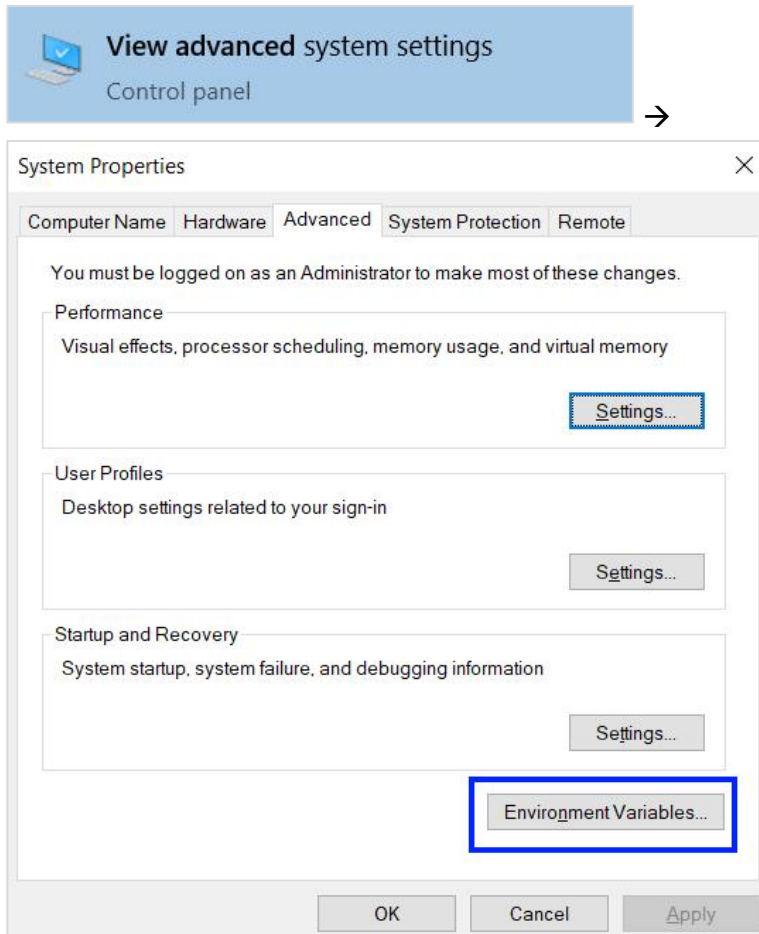 View advanced system settings
Control panel
→
System Properties
Computer Name Hardware Advanced System Protection Remote
You must be logged on as an Administrator to make most of these changes.
Performance
Visual effects, processor scheduling, memory usage, and virtual memory
Settings...
User Profiles
Desktop settings related to your sign-in
Settings...
Startup and Recovery
System startup, system failure, and debugging information
Settings...
Environment Variables...
OK Cancel Apply